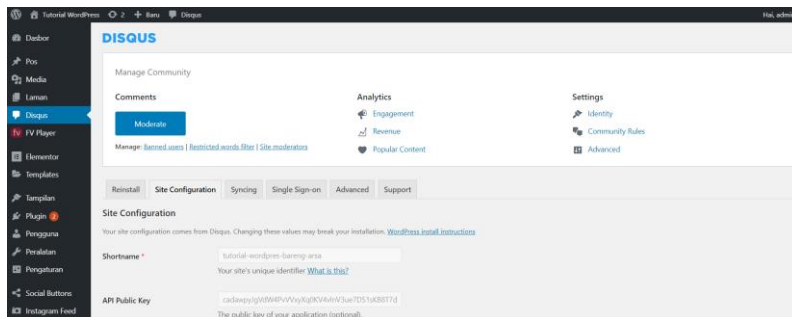 Tutorial WordPress 2 Baru Disqus Hai, admi
Dasbor
Pos
Media
Laman
Disqus
FV Player
Elementor
Templates
Tampilan
Plugin 2
Pengguna
Peralatan
Pengaturan
Social Buttons
Instagram Feed
DISQUS
Manage Community
Comments
Moderate
Manage: Banned users | Restricted words filter | Site moderators
Analytics
Engagement
Revenue
Popular Content
Settings
Identity
Community Rules
Advanced
Reinstall Site Configuration Syncing Single Sign-on Advanced Support
Site Configuration
Your site configuration comes from Disqus. Changing these values may break your installation. WordPress install instructions
Shortname * tutorial-wordpres-bareng-arsa
Your site's unique identifier What is this?
API Public Key
The public key of your application (optional).